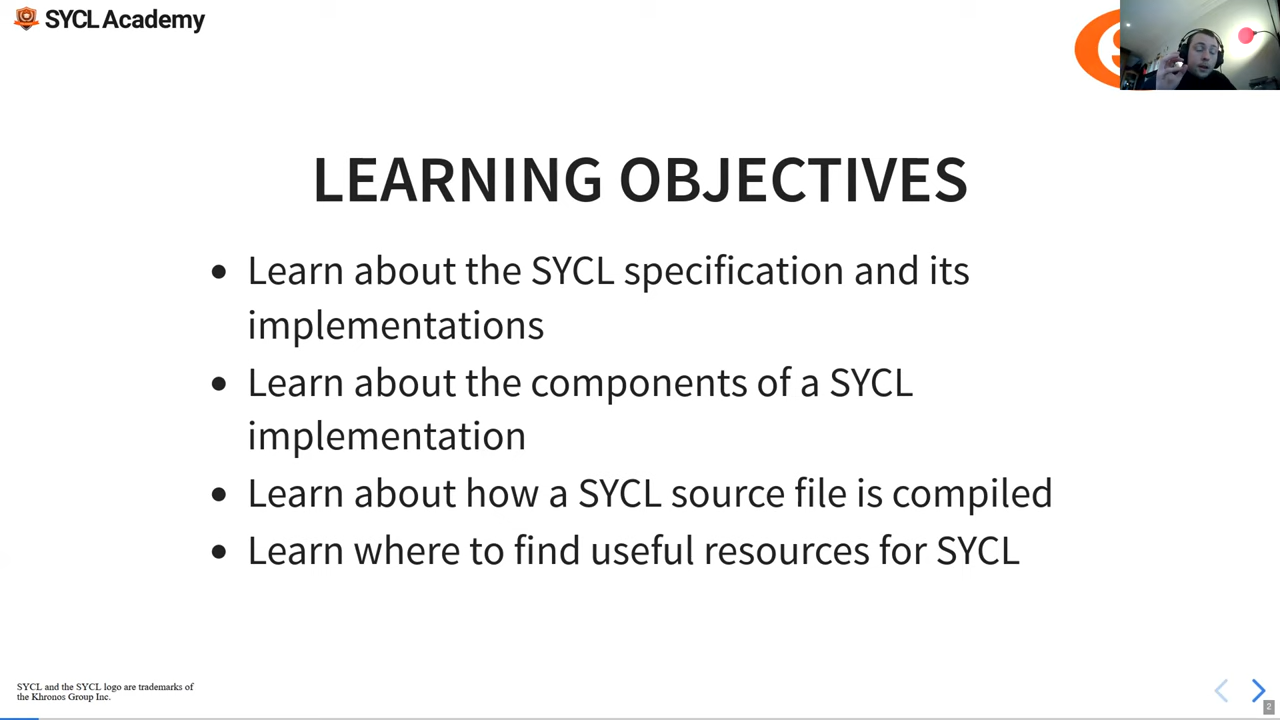 SYCL Academy
LEARNING OBJECTIVES
• Learn about the SYCL specification and its
implementations
• Learn about the components of a SYCL
implementation
• Learn about how a SYCL source file is compiled
• Learn where to find useful resources for SYCL
SYCL and the SYCL logo are trademarks of
the Khronos Group Inc.
2